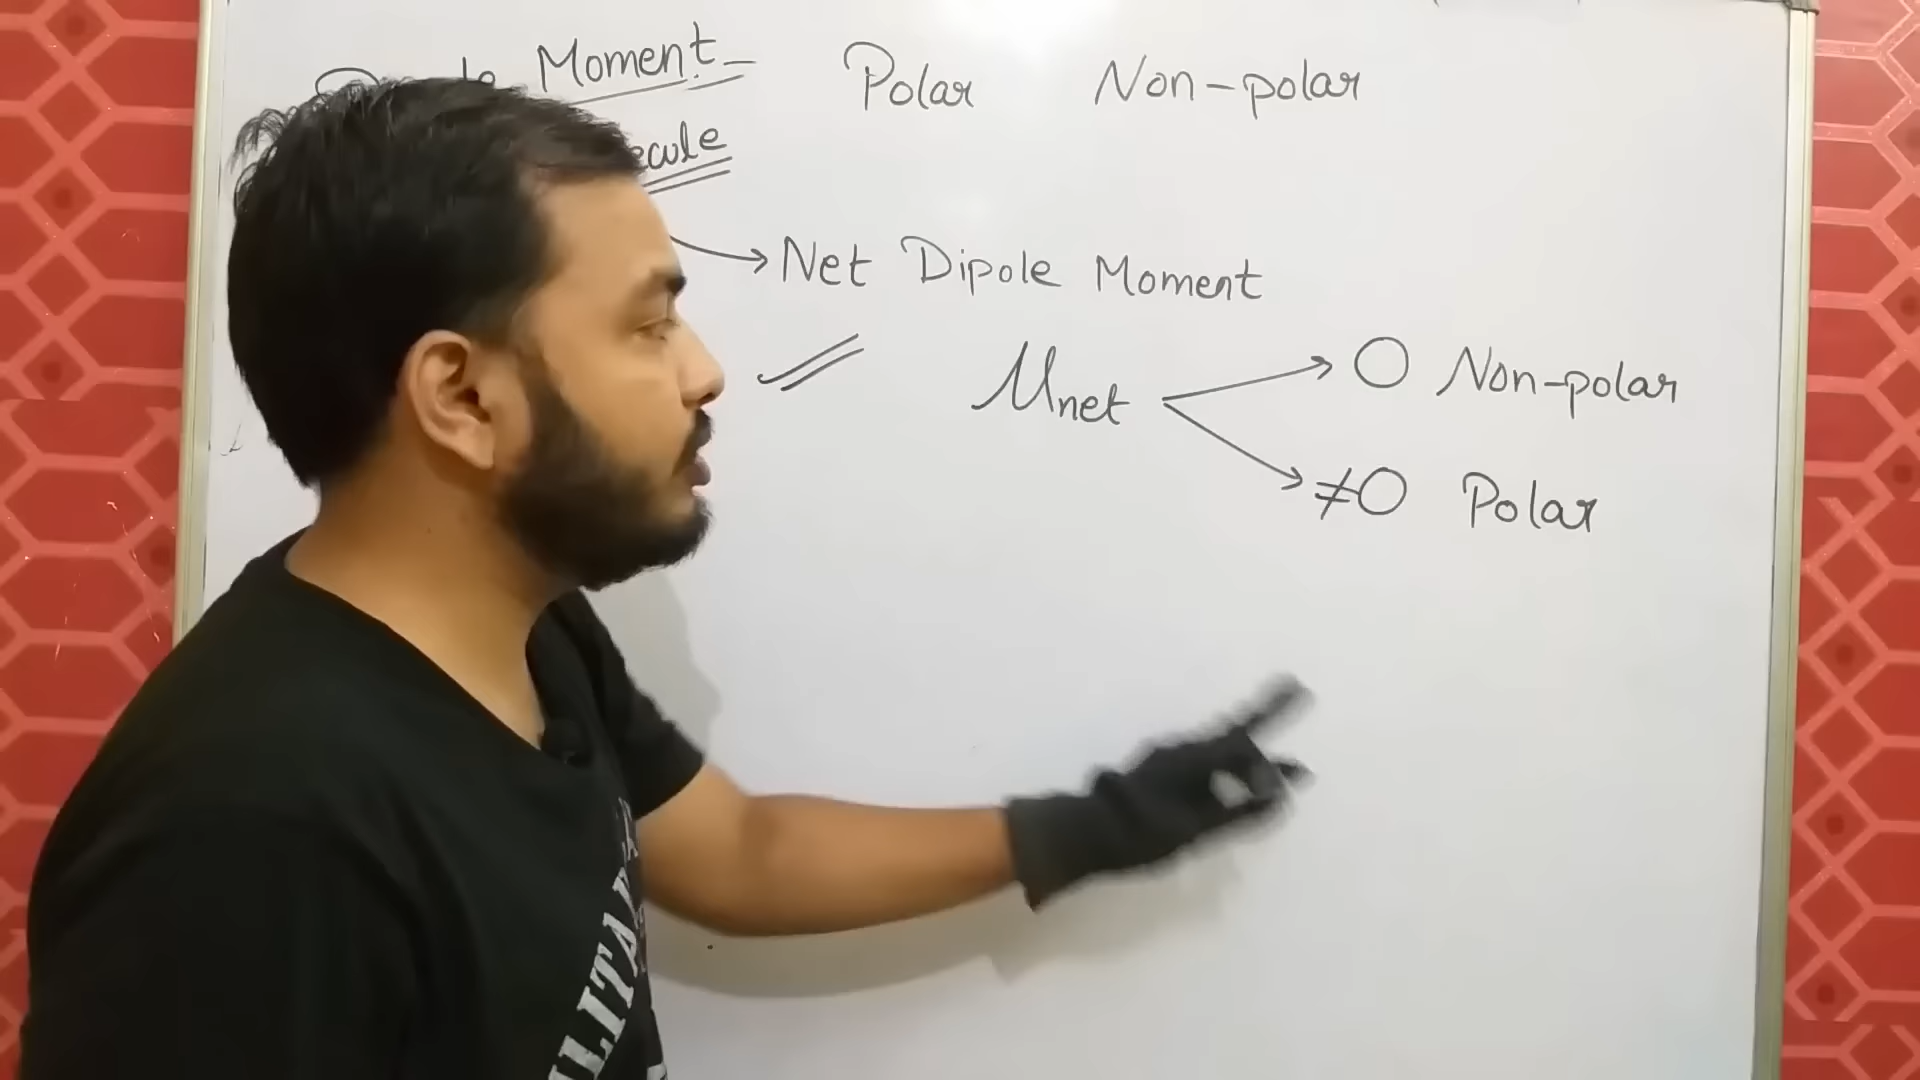 Moment Polar Non-polar
Net Dipole Moment
μnet → 0 Non-polar
≠0 Polar